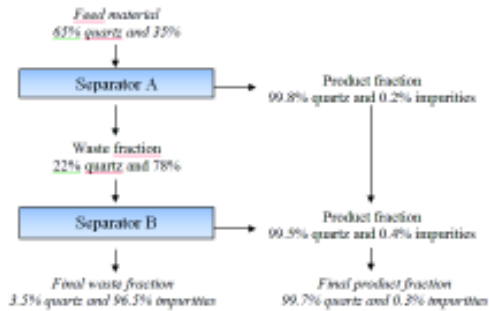 Feed material
65% quartz and 35%
Separator A
Product fraction
99.8% quartz and 0.2% impurities
Waste fraction
22% quartz and 78%
Separator B
Product fraction
99.5% quartz and 0.4% impurities
Final waste fraction
3.5% quartz and 96.5% impurities
Final product fraction
99.7% quartz and 0.3% impurities